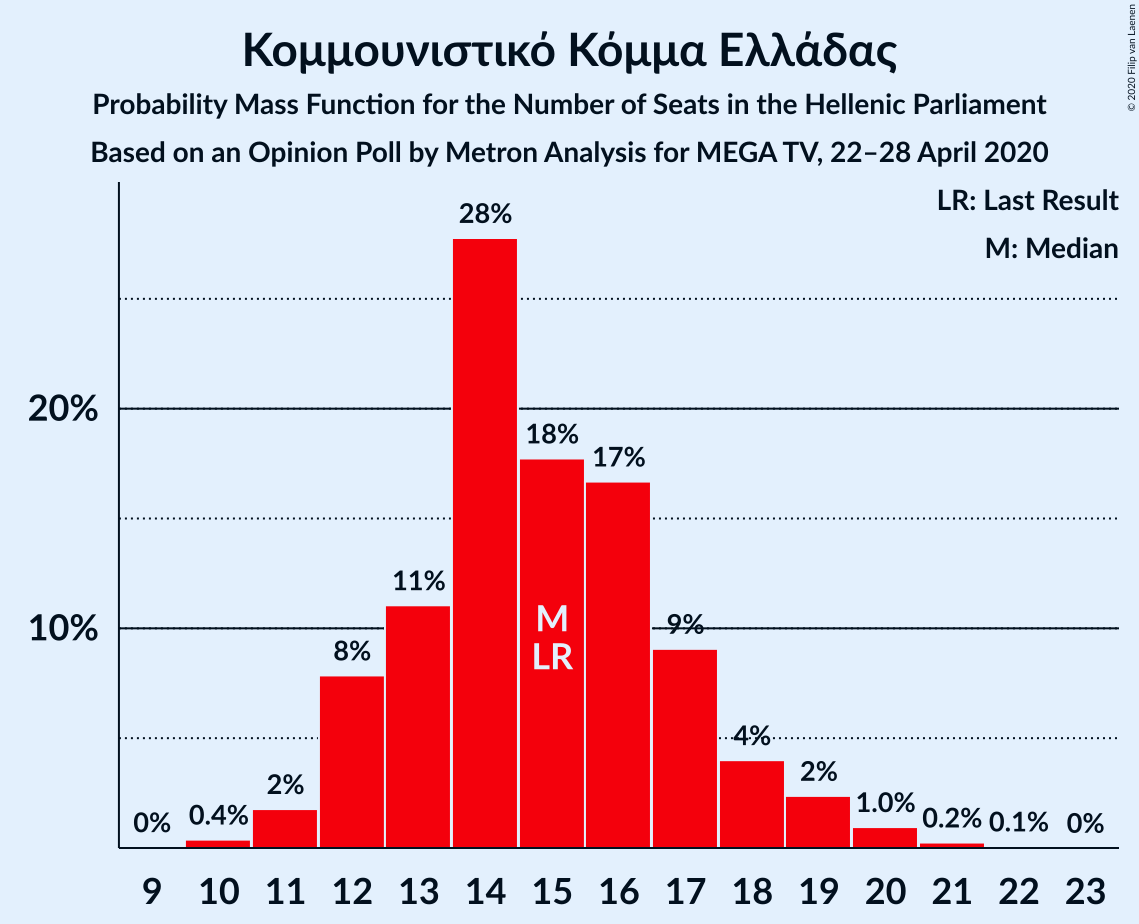 Κομμουνιστικό Κόμμα Ελλάδας
Probability Mass Function for the Number of Seats in the Hellenic Parliament
Based on an Opinion Poll by Metron Analysis for MEGA TV, 22–28 April 2020
© 2020 Filip van Laenen
LR: Last Result
M: Median
28%
20%
18%
17%
11%
M
LR
10%
9%
8%
4%
2%
2%
1.0%
0%
0.4%
0.2%
0.1%
0%
9 10 11 12 13 14 15 16 17 18 19 20 21 22 23